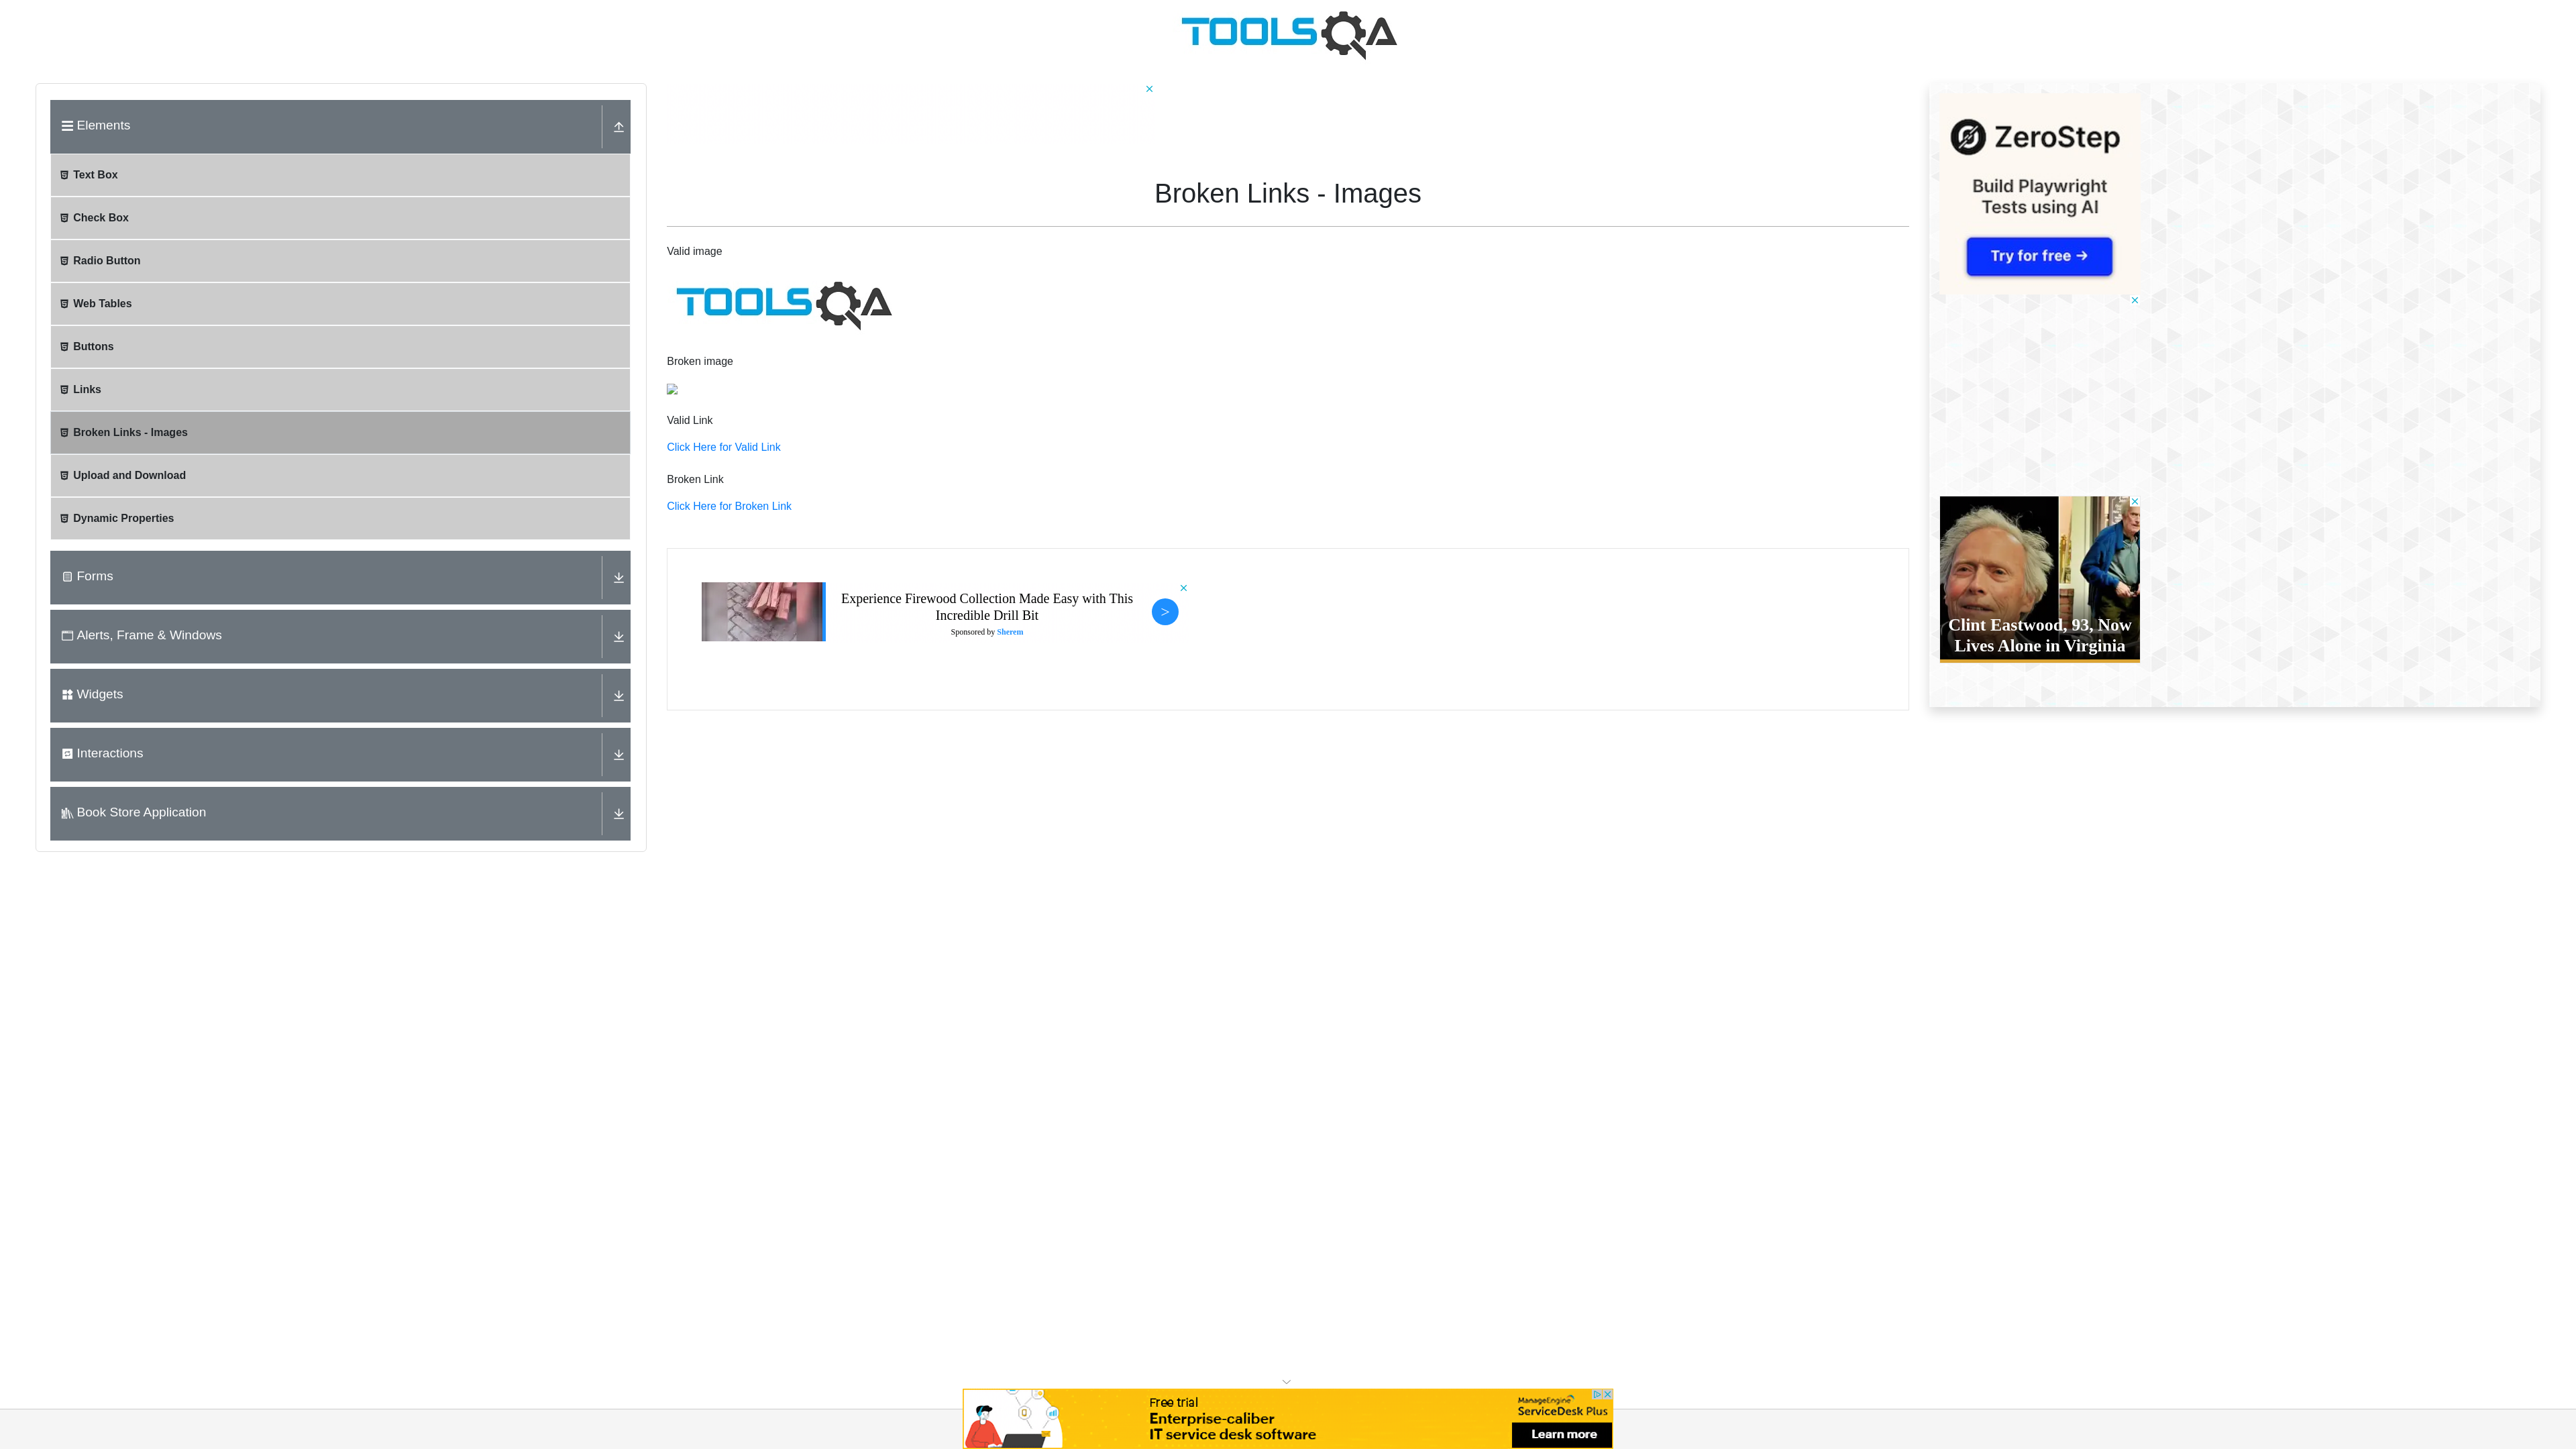 TOOLSQA
Elements
Text Box
Check Box
Radio Button
Web Tables
Buttons
Links
Broken Links - Images
Upload and Download
Dynamic Properties
Forms
Alerts, Frame & Windows
Widgets
Interactions
Book Store Application
Broken Links - Images
Valid image
TOOLSQA
Broken image
Valid Link
Click Here for Valid Link
Broken Link
Click Here for Broken Link
Experience Firewood Collection Made Easy with This
Incredible Drill Bit
Sponsored by Sherem
>
ZeroStep
Build Playwright
Tests using AI
Try for free →
Clint Eastwood, 93, Now
Lives Alone in Virginia
Free trial
Enterprise-caliber
IT service desk software
ManageEngine
ServiceDesk Plus
Learn more